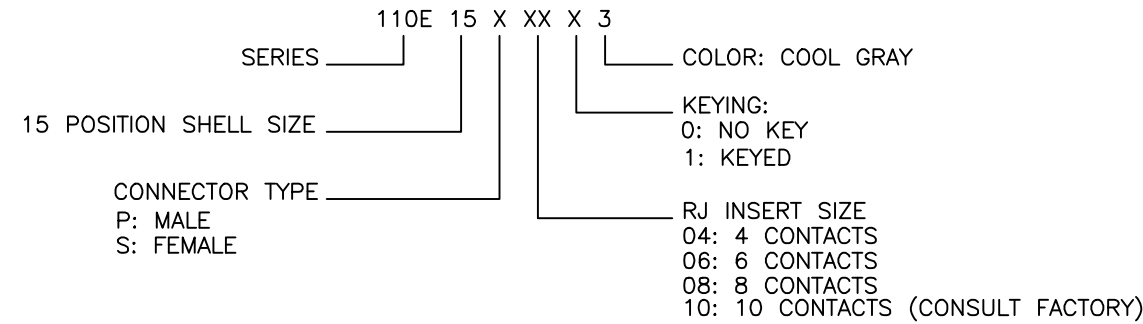 110E 15 X XX X 3
SERIES
15 POSITION SHELL SIZE
CONNECTOR TYPE
P: MALE
S: FEMALE
COLOR: COOL GRAY
KEYING:
0: NO KEY
1: KEYED
RJ INSERT SIZE
04: 4 CONTACTS
06: 6 CONTACTS
08: 8 CONTACTS
10: 10 CONTACTS (CONSULT FACTORY)